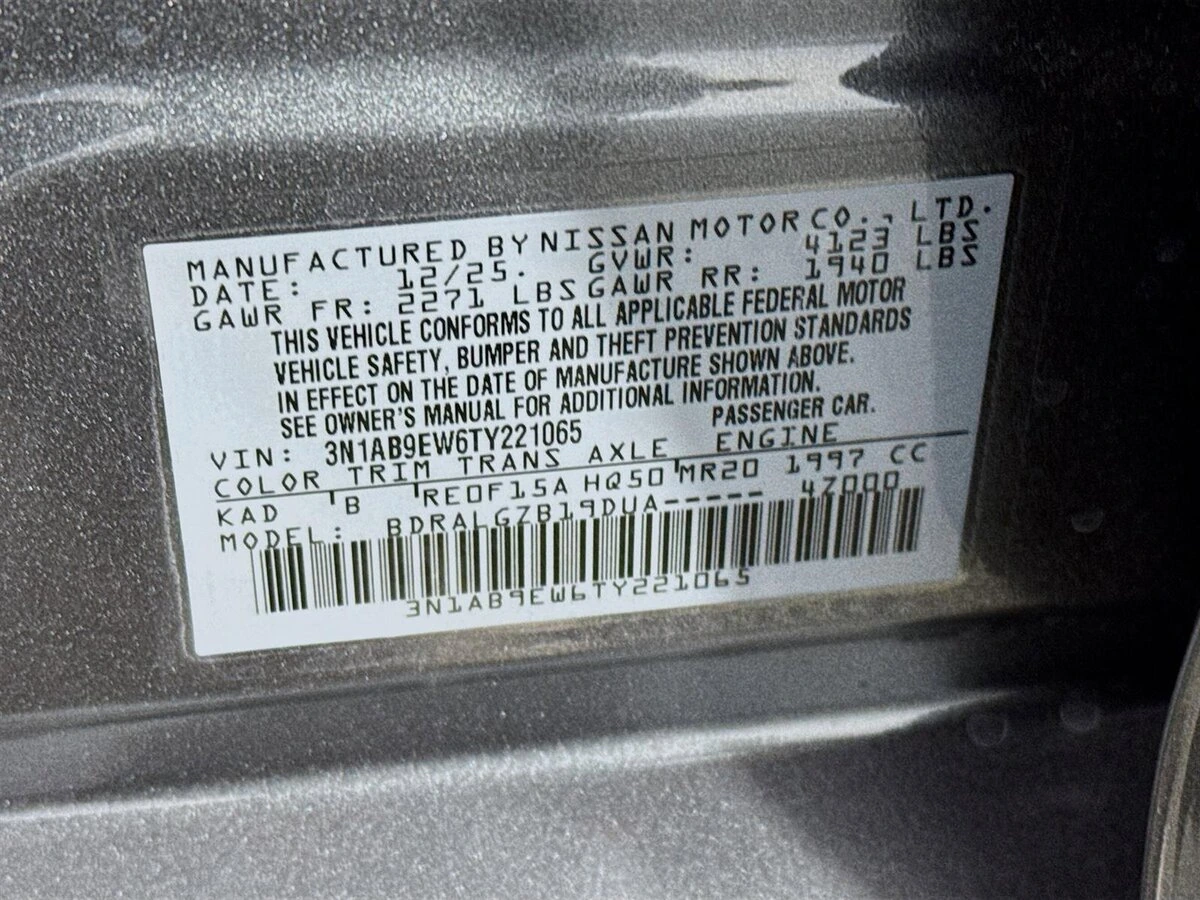 MANUFACTURED BY NISSAN MOTOR CO., LTD.
DATE: 12/25. GVWR: 4123 LBS
GAWR FR: 2271 LBS GAWR RR: 1940 LBS
THIS VEHICLE CONFORMS TO ALL APPLICABLE FEDERAL MOTOR
VEHICLE SAFETY, BUMPER AND THEFT PREVENTION STANDARDS
IN EFFECT ON THE DATE OF MANUFACTURE SHOWN ABOVE.
SEE OWNER'S MANUAL FOR ADDITIONAL INFORMATION.
VIN: 3N1AB9EW6TY221065 PASSENGER CAR.
COLOR TRIM TRANS AXLE ENGINE
KAD B RE0F15A HQ50 MR20 1997 CC
MODEL: BDRALGZB19DUA----- 4Z000
3N1AB9EW6TY221065